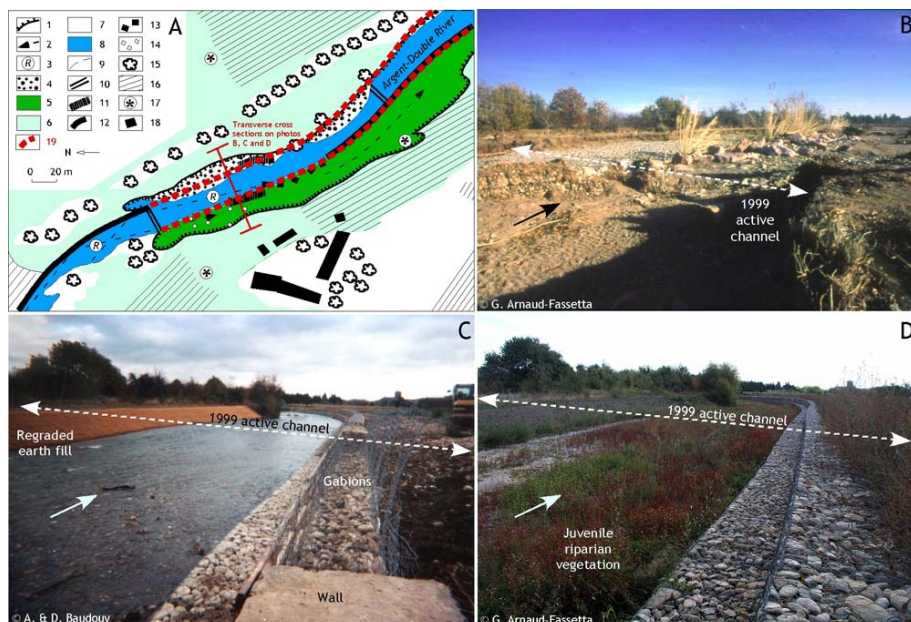 A
1
7
13
2
8
14
3
R
9
15
4
10
16
5
11
17
6
12
18
19
N
0 20 m
Transverse cross
sections on photos
B, C and D
Argent-Double River
R
R
B
1999
active
channel
© G. Arnaud-Fassetta
C
1999 active channel
Regraded
earth fill
Gabions
Wall
© A. & D. Baudouy
D
1999 active channel
Juvenile
riparian
vegetation
© G. Arnaud-Fassetta